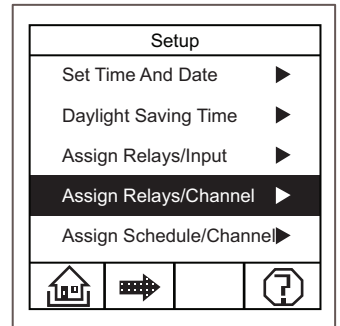 Setup
Set Time And Date
Daylight Saving Time
Assign Relays/Input
Assign Relays/Channel
Assign Schedule/Channel
?